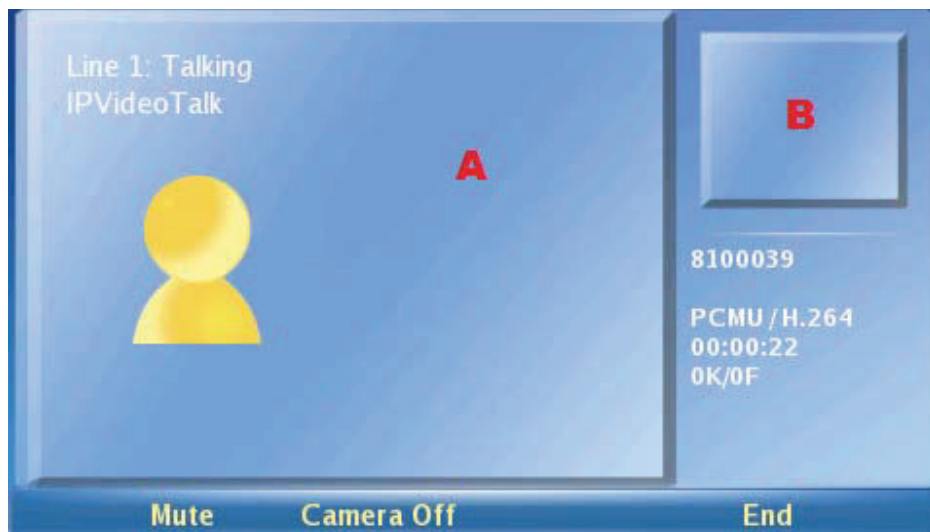 Line 1: Talking
IPVideoTalk
A
B
8100039
PCMU / H.264
00:00:22
0K/0F
Mute Camera Off End